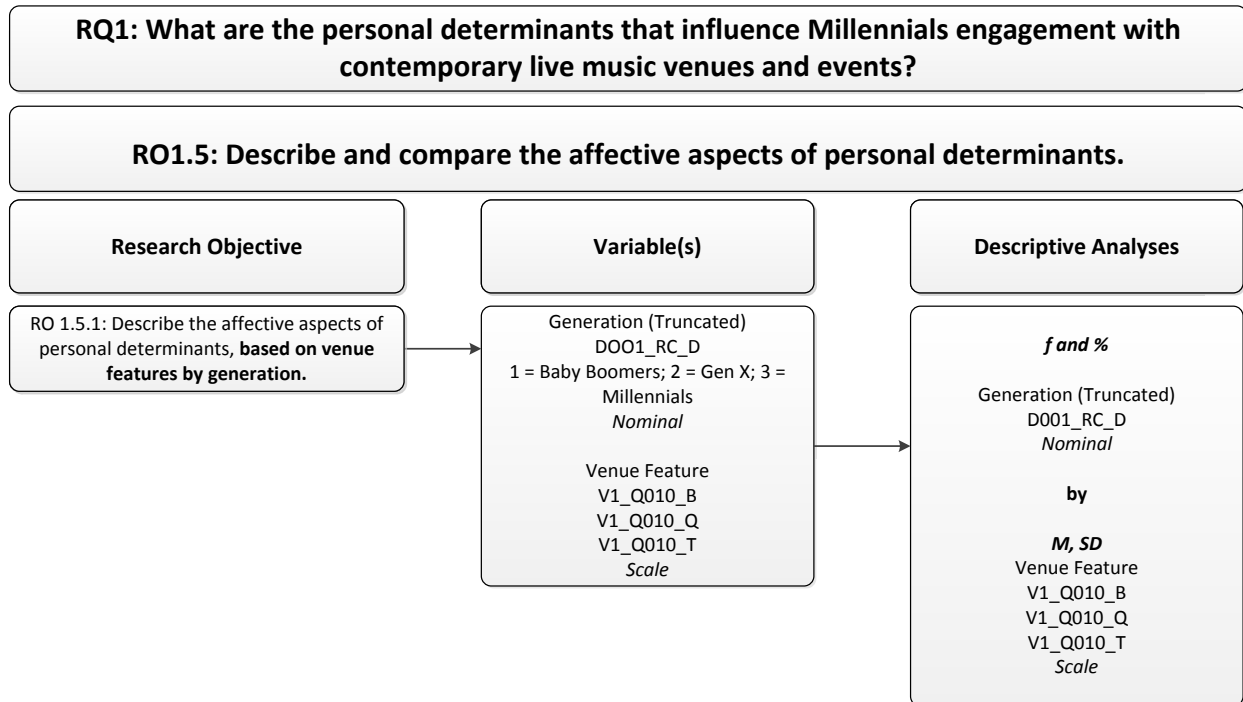 RQ1: What are the personal determinants that influence Millennials engagement with
contemporary live music venues and events?
RO1.5: Describe and compare the affective aspects of personal determinants.
Research Objective
Variable(s)
Descriptive Analyses
RO 1.5.1: Describe the affective aspects of
personal determinants, based on venue
features by generation.
Generation (Truncated)
DOO1_RC_D
1 = Baby Boomers; 2 = Gen X; 3 =
Millennials
Nominal
Venue Feature
V1_Q010_B
V1_Q010_Q
V1_Q010_T
Scale
f and %
Generation (Truncated)
D001_RC_D
Nominal
by
M, SD
Venue Feature
V1_Q010_B
V1_Q010_Q
V1_Q010_T
Scale